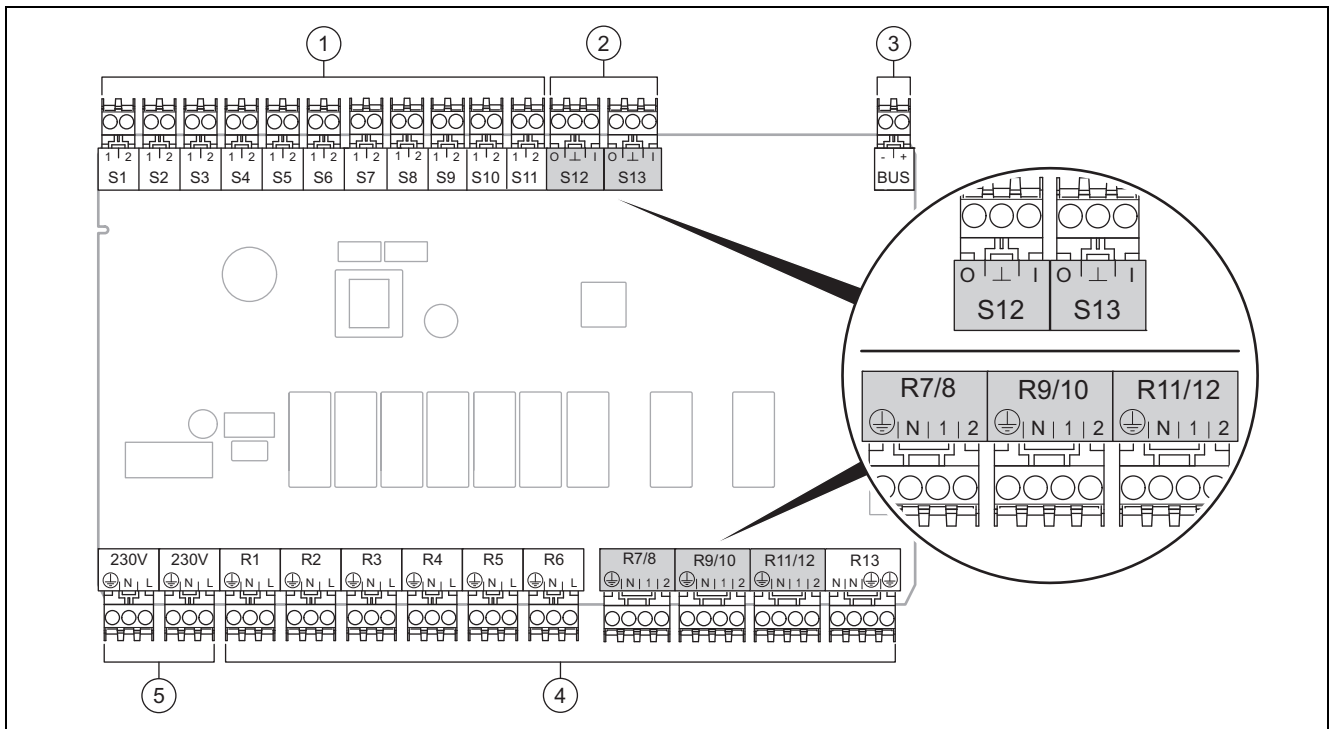 1 2 3
1 2 1 2 1 2 1 2 1 2 1 2 1 2 1 2 1 2 1 2 1 2 O ⊥ I O ⊥ I - +
S1 S2 S3 S4 S5 S6 S7 S8 S9 S10 S11 S12 S13 BUS
O ⊥ I O ⊥ I
S12 S13
R7/8 R9/10 R11/12
⏚ | N | 1 | 2 ⏚ | N | 1 | 2 ⏚ | N | 1 | 2
230V 230V R1 R2 R3 R4 R5 R6 R7/8 R9/10 R11/12 R13
⏚ N L ⏚ N L ⏚ N L ⏚ N L ⏚ N L ⏚ N L ⏚ N L ⏚ N L ⏚ | N | 1 | 2 ⏚ | N | 1 | 2 ⏚ | N | 1 | 2 N | N | ⏚ ⏚
5 4